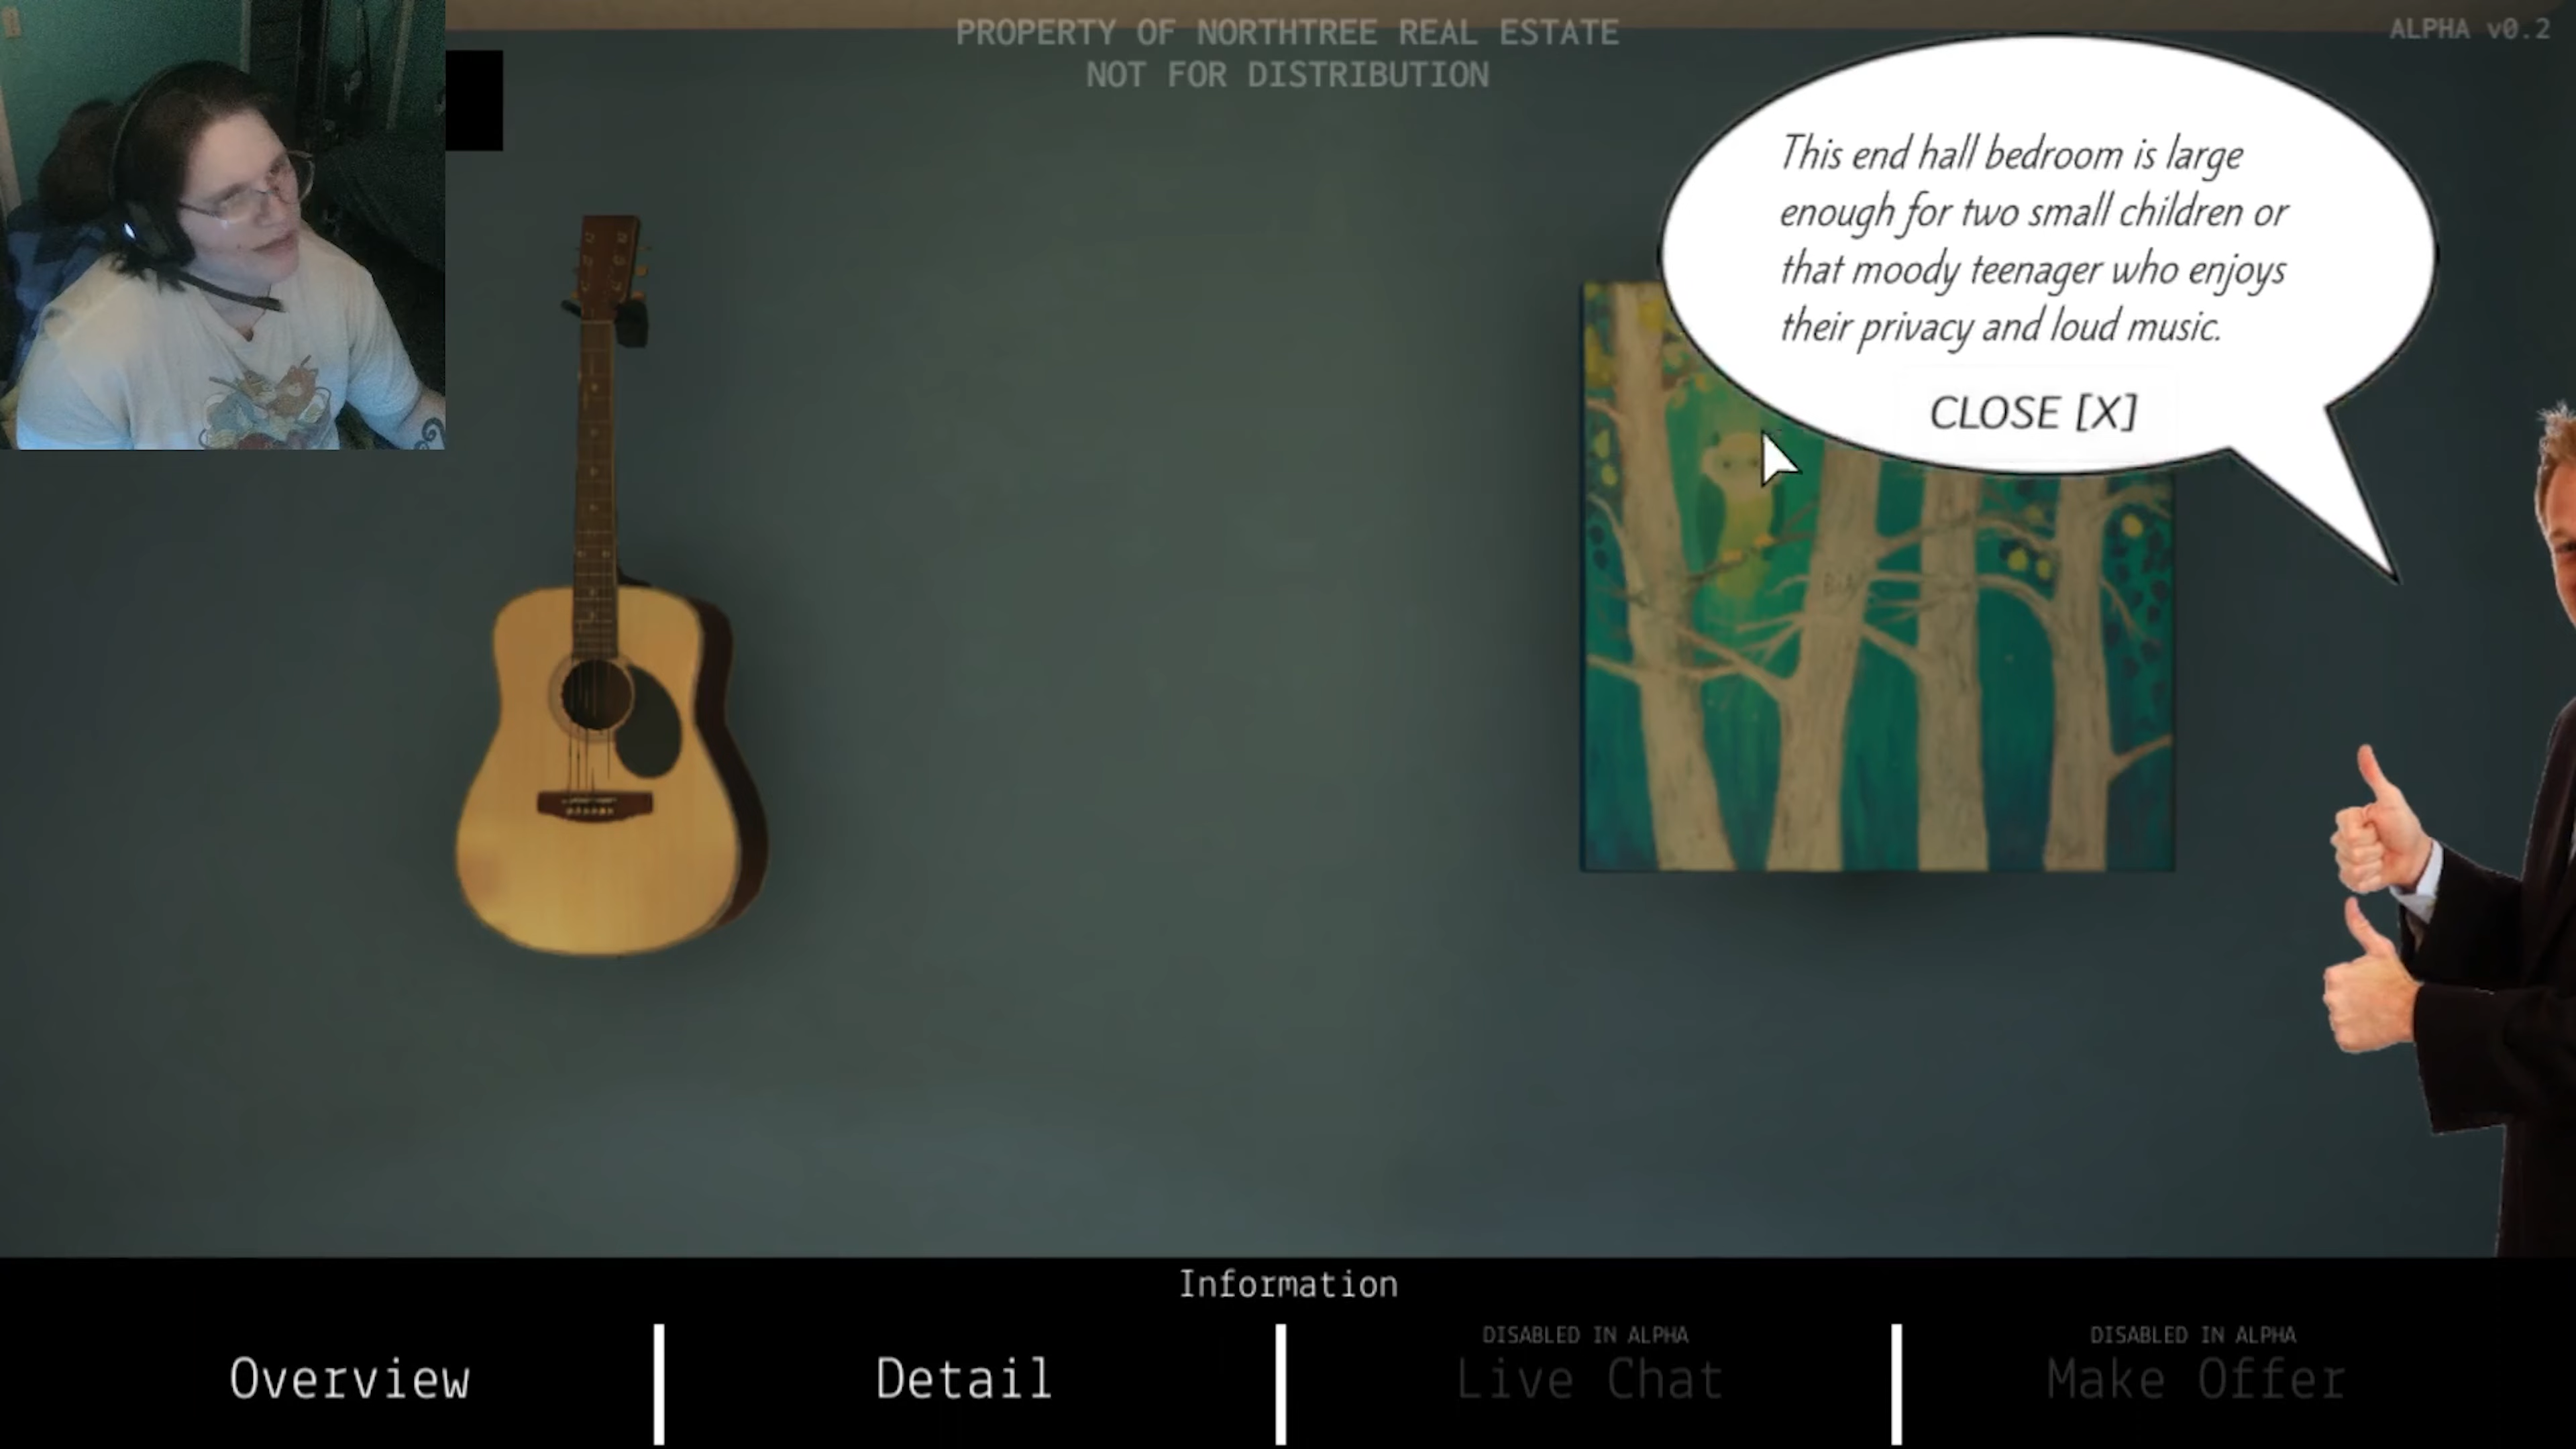 PROPERTY OF NORTHTREE REAL ESTATE
NOT FOR DISTRIBUTION
ALPHA v0.2
This end hall bedroom is large
enough for two small children or
that moody teenager who enjoys
their privacy and loud music.
CLOSE [X]
Information
Overview
Detail
DISABLED IN ALPHA
Live Chat
DISABLED IN ALPHA
Make Offer